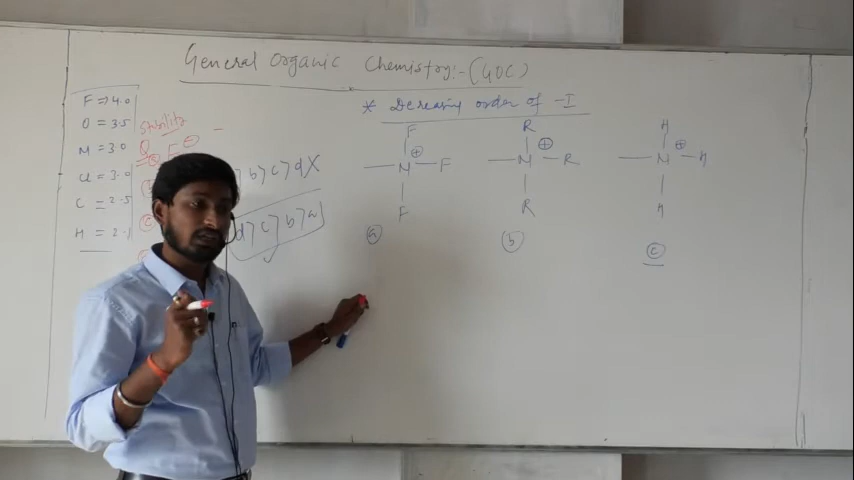 General Organic Chemistry:-(GOC)
* Decreasing order of -I
F => 4.0
O = 3.5
N = 3.0
Cl = 3.0
C = 2.5
H = 2.1
Stability
F ⊖
b > c > d X
d > c > b > a
F
— N ⊕ — F
F
(a)
R
— N ⊕ — R
R
(b)
H
— N ⊕ — H
H
(c)